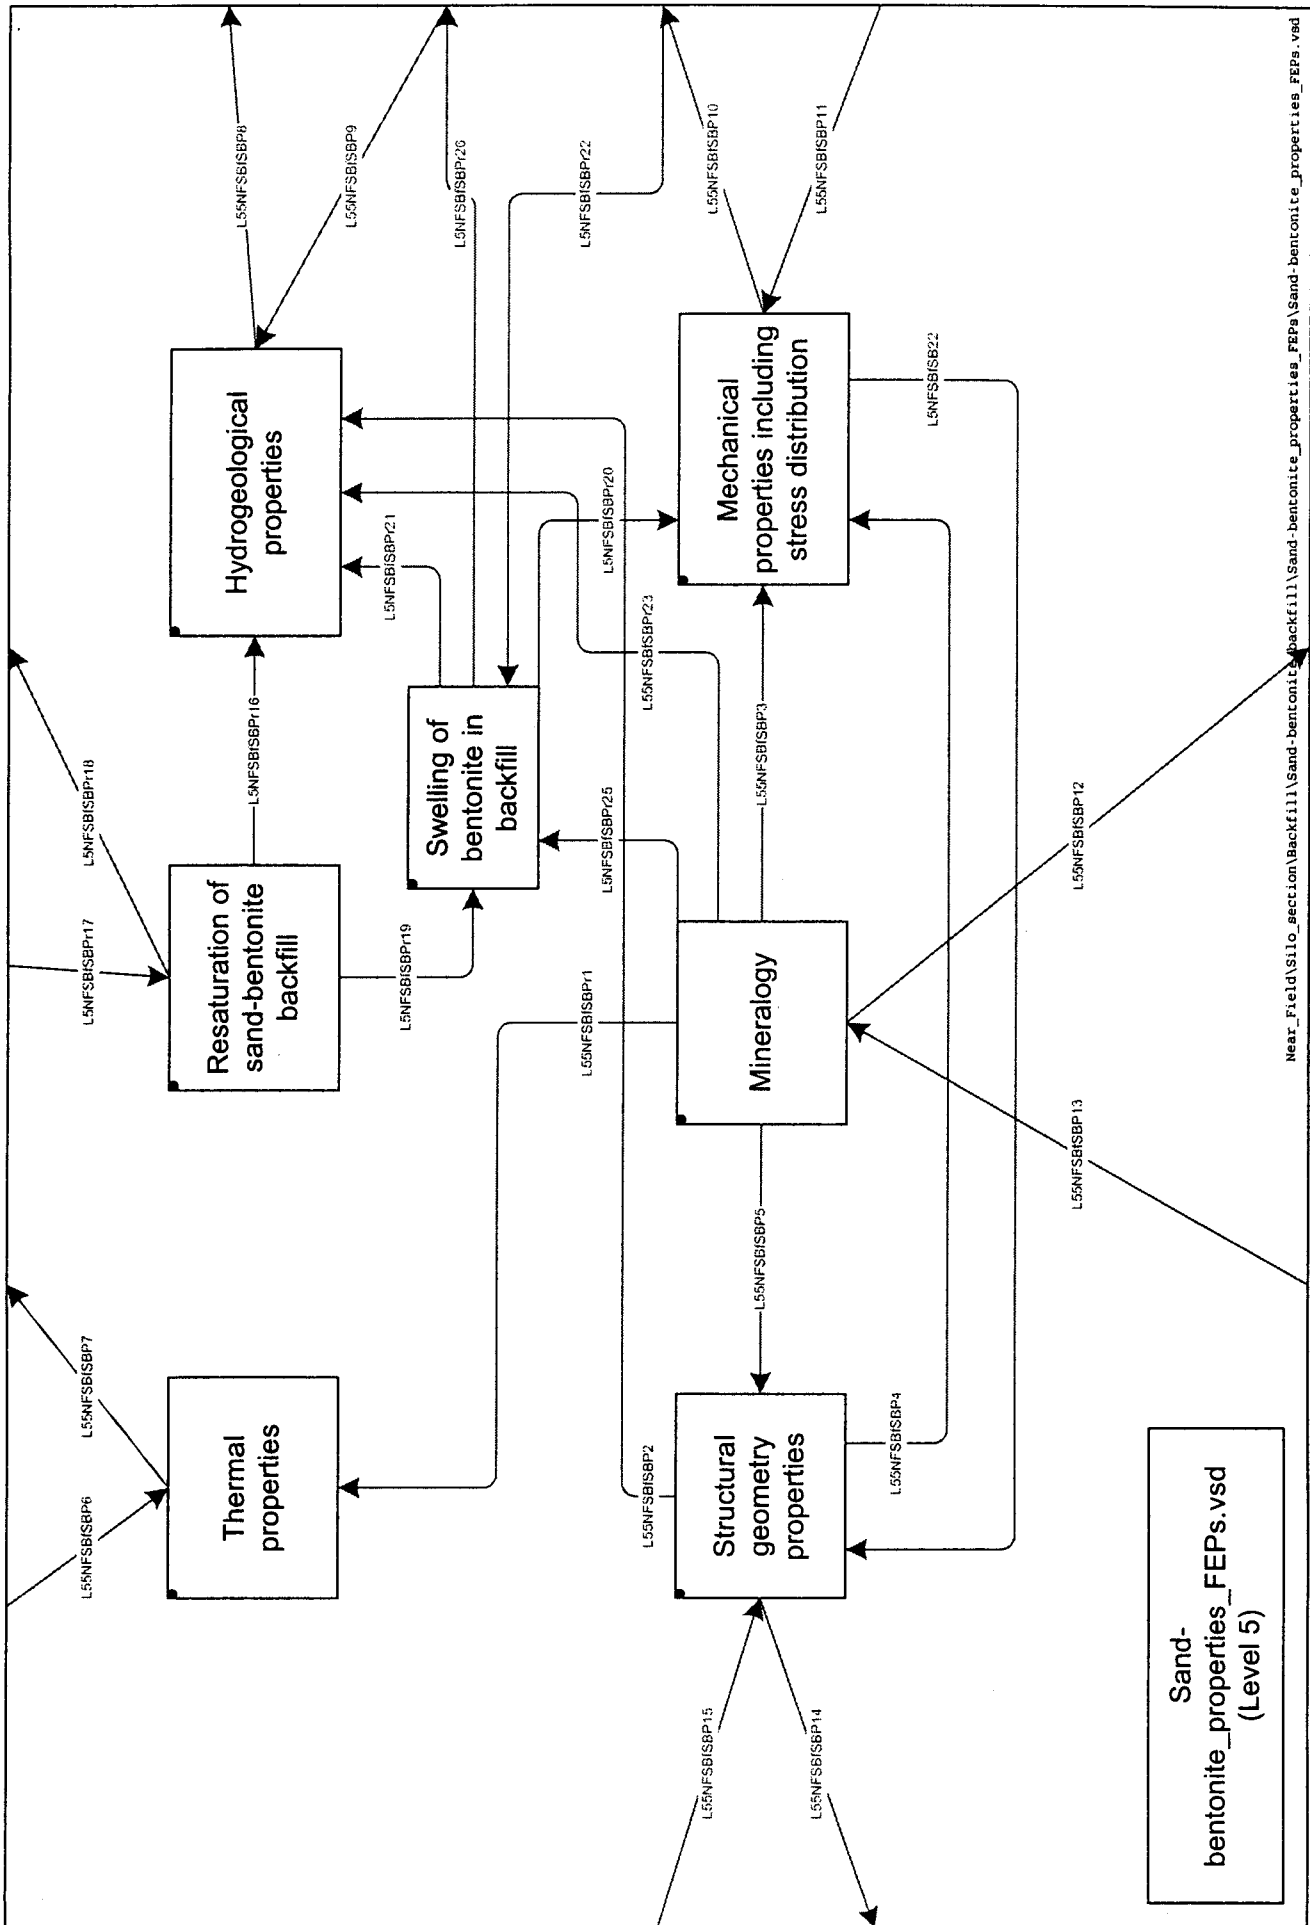 L55NFSBfSBP6
L55NFSBfSBP7
L5NFSBfSBPr17
L5NFSBfSBPr18
Thermal
properties
Resaturation of
sand-bentonite
backfill
L5NFSBfSBPr16
Hydrogeological
properties
L55NFSBfSBP8
L55NFSBfSBP9
L5NFSBfSBPr19
L5NFSBfSBPr21
Swelling of
bentonite in
backfill
L5NFSBfSBPr26
L5NFSBfSBPr22
L55NFSBfSBPr1
L5NFSBfSBPr25
L5NFSBfSBPr20
L55NFSBfSBP2
L55NFSBfSBPr23
L55NFSBfSBP15
L55NFSBfSBP14
Structural
geometry
properties
L55NFSBfSBP5
Mineralogy
L55NFSBfSBP3
Mechanical
properties including
stress distribution
L55NFSBfSBP10
L55NFSBfSBP11
L55NFSBfSBP4
L5NFSBfSB22
L55NFSBfSBP13
L55NFSBfSBP12
Sand-
bentonite_properties_FEPs.vsd
(Level 5)
Near_Field\Silo_section\Backfill\Sand-bentonite_backfill\Sand-bentonite_properties_FEPs\Sand-bentonite_properties_FEPs.vsd